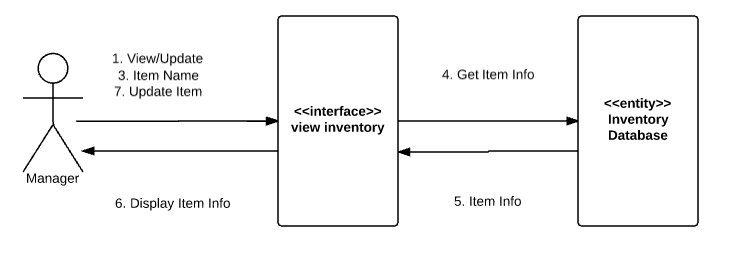 1. View/Update
3. Item Name
7. Update Item
4. Get Item Info
<<interface>>
view inventory
<<entity>>
Inventory
Database
Manager
6. Display Item Info
5. Item Info